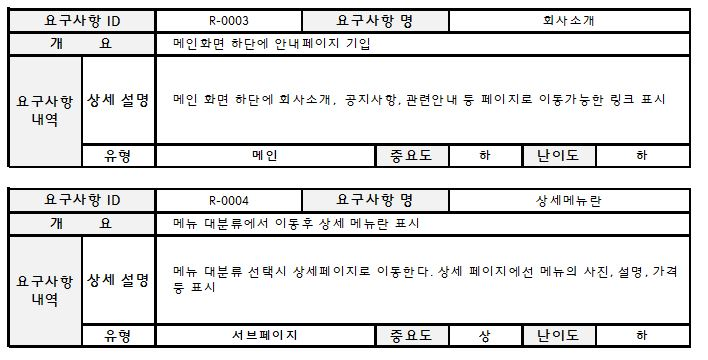 요구사항 ID R-0003 요구사항 명 회사소개
개 요 메인화면 하단에 안내페이지 기입
요구사항 내역 상세 설명 메인 화면 하단에 회사소개, 공지사항, 관련안내 등 페이지로 이동가능한 링크 표시
유형 메인 중요도 하 난이도 하
요구사항 ID R-0004 요구사항 명 상세메뉴란
개 요 메뉴 대분류에서 이동후 상세 메뉴란 표시
요구사항 내역 상세 설명 메뉴 대분류 선택시 상세페이지로 이동한다. 상세 페이지에선 메뉴의 사진, 설명, 가격
등 표시
유형 서브페이지 중요도 상 난이도 하